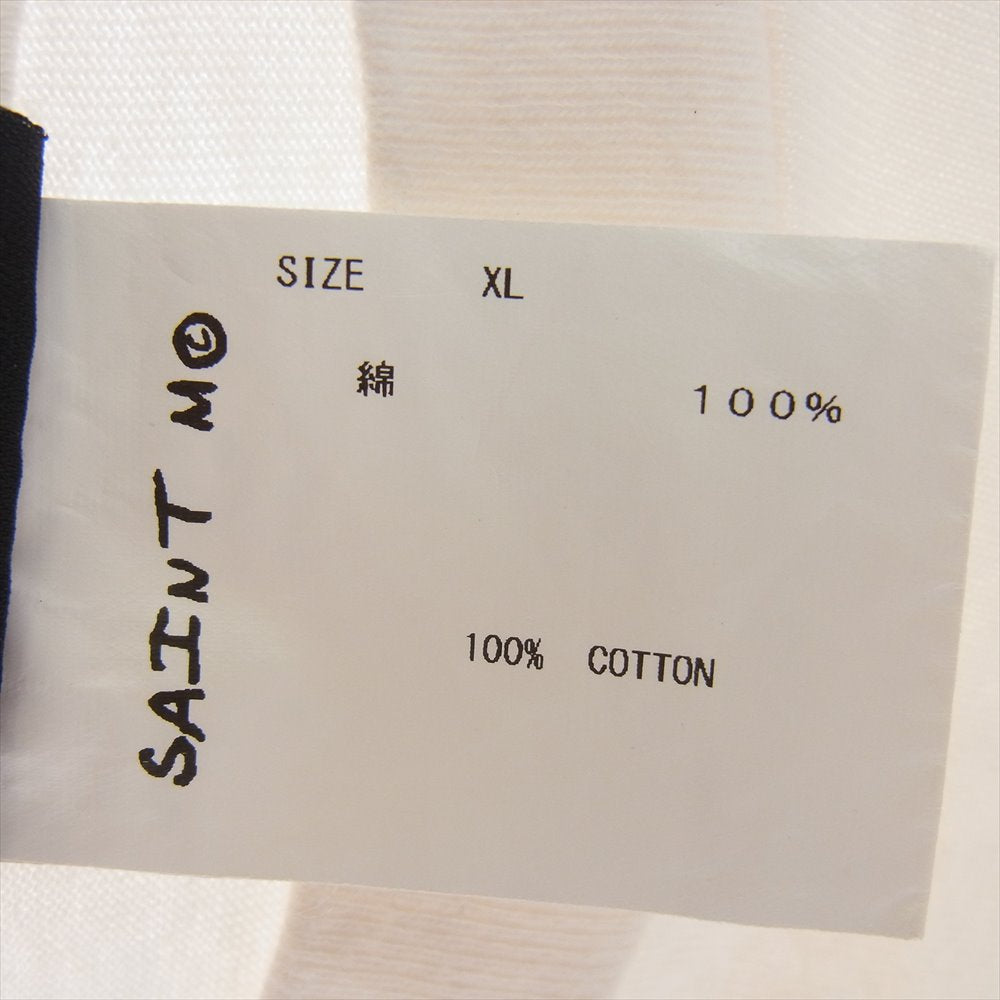 SIZE XL
綿 １００％
100% COTTON
SAINT M©